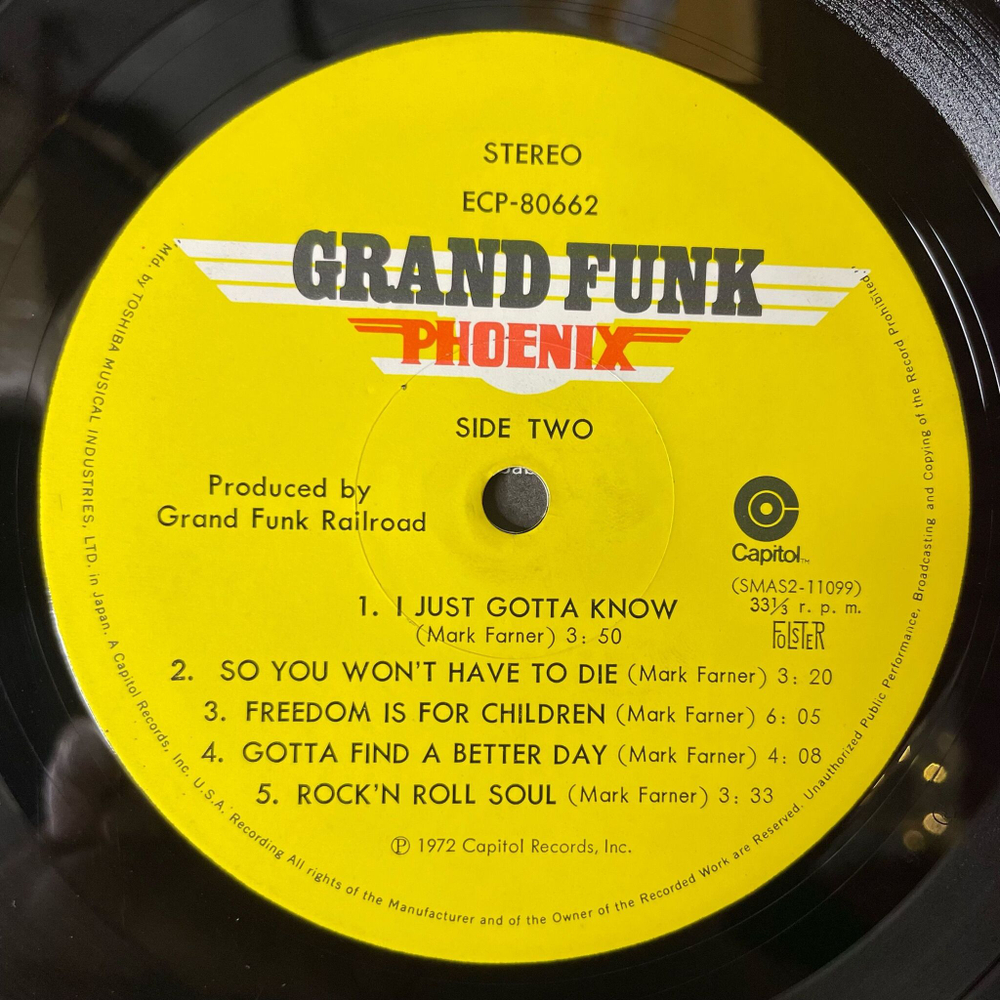 STEREO
ECP-80662
GRAND FUNK
PHOENIX
SIDE TWO
Produced by
Grand Funk Railroad
Capitol™
(SMAS2-11099)
33⅓ r. p. m.
FOLSTER
1. I JUST GOTTA KNOW
(Mark Farner) 3: 50
2. SO YOU WON'T HAVE TO DIE (Mark Farner) 3: 20
3. FREEDOM IS FOR CHILDREN (Mark Farner) 6: 05
4. GOTTA FIND A BETTER DAY (Mark Farner) 4: 08
5. ROCK'N ROLL SOUL (Mark Farner) 3: 33
℗ 1972 Capitol Records, Inc.
Mfd. by TOSHIBA MUSICAL INDUSTRIES, LTD. in Japan. A Capitol Records, Inc. U.S.A. Recording All rights of the Manufacturer and of the Owner of the Recorded Work are Reserved. Unauthorized Public Performance, Broadcasting and Copying of the Record Prohibited.